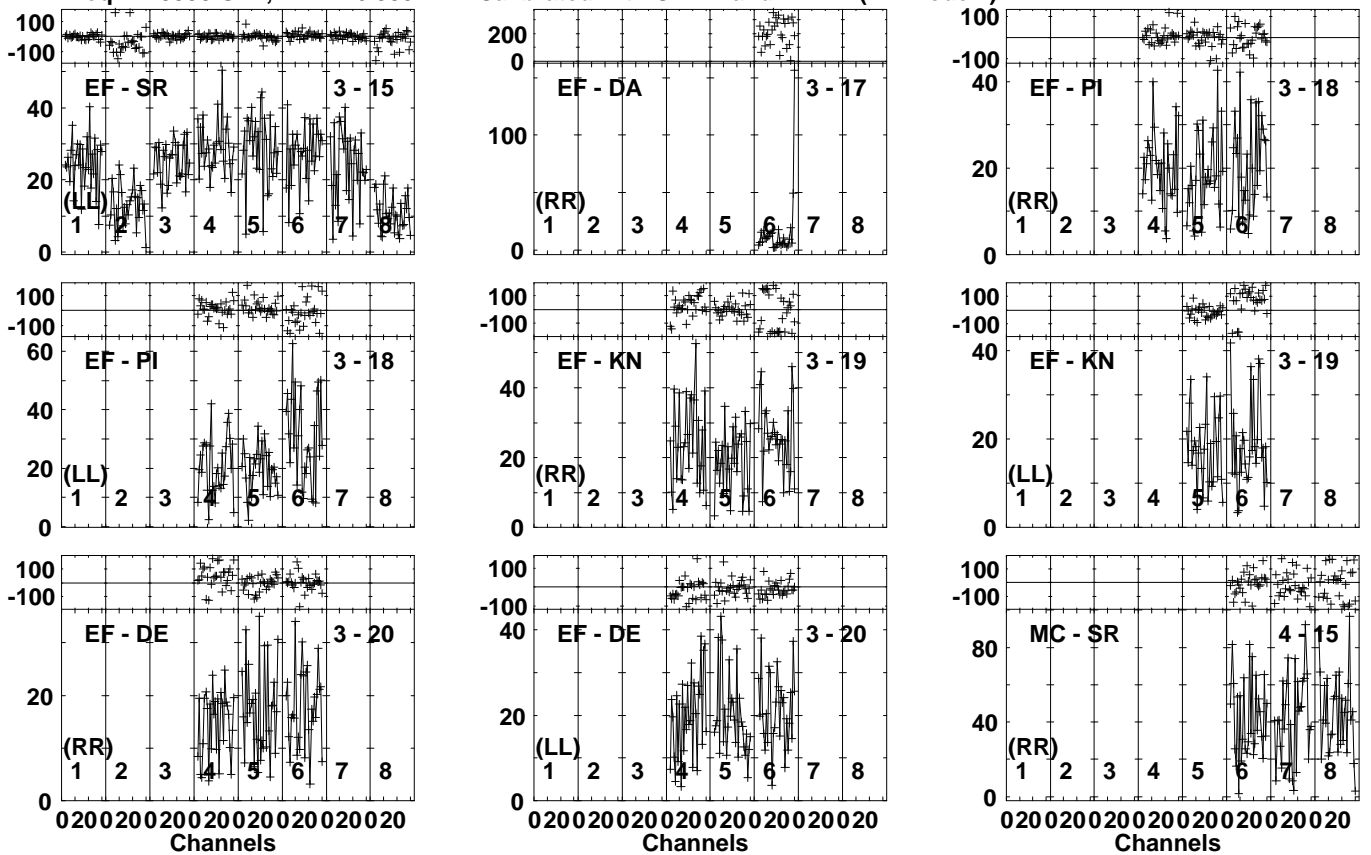 100 200 100
-100 0 -100
EF - SR 3 - 15 EF - DA 3 - 17 EF - PI 3 - 18
40 100 40
20 20
(LL) (RR) (RR)
1 2 3 4 5 6 7 8 1 2 3 4 5 6 7 8 1 2 3 4 5 6 7 8
0 0 0
100 100 100
-100 -100 -100
EF - PI 3 - 18 EF - KN 3 - 19 EF - KN 3 - 19
60 40 40
40 20 20
20
(LL) (RR) (LL)
1 2 3 4 5 6 7 8 1 2 3 4 5 6 7 8 1 2 3 4 5 6 7 8
0 0 0
100 100 100
-100 -100 -100
EF - DE 3 - 20 EF - DE 3 - 20 MC - SR 4 - 15
20 40 80
20 40
(RR) (LL) (RR)
1 2 3 4 5 6 7 8 1 2 3 4 5 6 7 8 1 2 3 4 5 6 7 8
0 0 0
020020020020020020020020 020020020020020020020020 020020020020020020020020
Channels Channels Channels